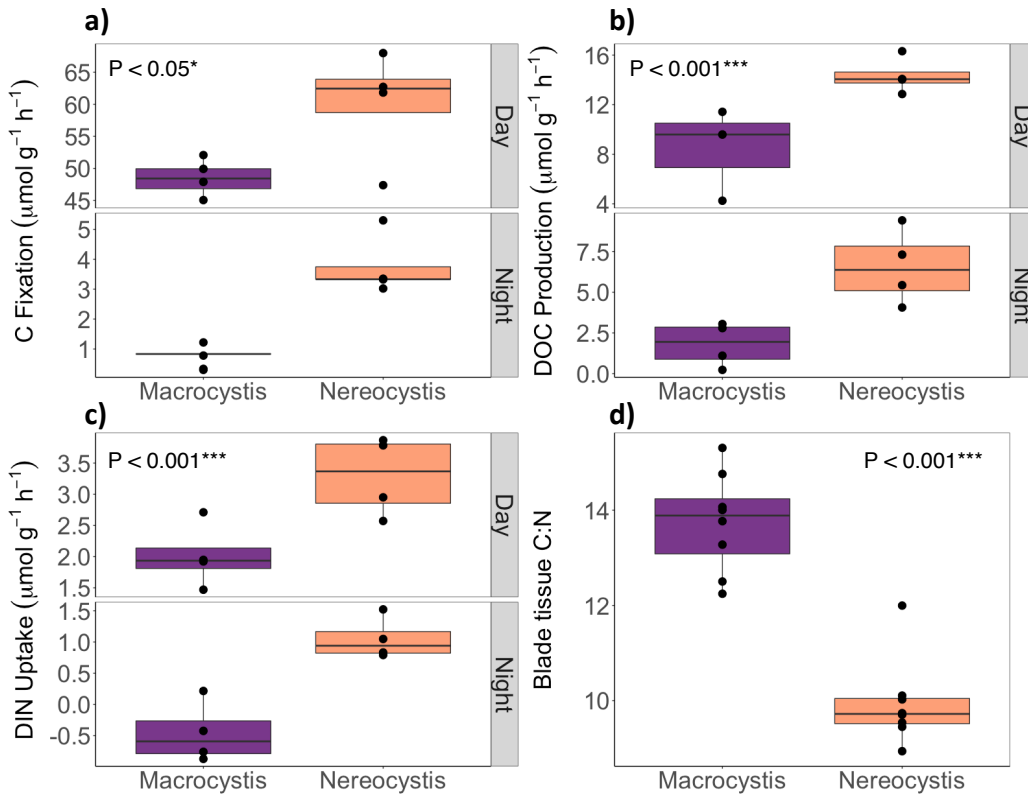 a)
P < 0.05*
C Fixation (μmol g⁻¹ h⁻¹)
65
60
55
50
45
Day
5
4
3
2
1
Night
Macrocystis
Nereocystis
b)
P < 0.001***
DOC Production (μmol g⁻¹ h⁻¹)
16
12
8
4
Day
7.5
5.0
2.5
0.0
Night
Macrocystis
Nereocystis
c)
P < 0.001***
DIN Uptake (μmol g⁻¹ h⁻¹)
3.5
3.0
2.5
2.0
1.5
Day
1.5
1.0
0.5
0.0
-0.5
Night
Macrocystis
Nereocystis
d)
P < 0.001***
Blade tissue C:N
14
12
10
Macrocystis
Nereocystis